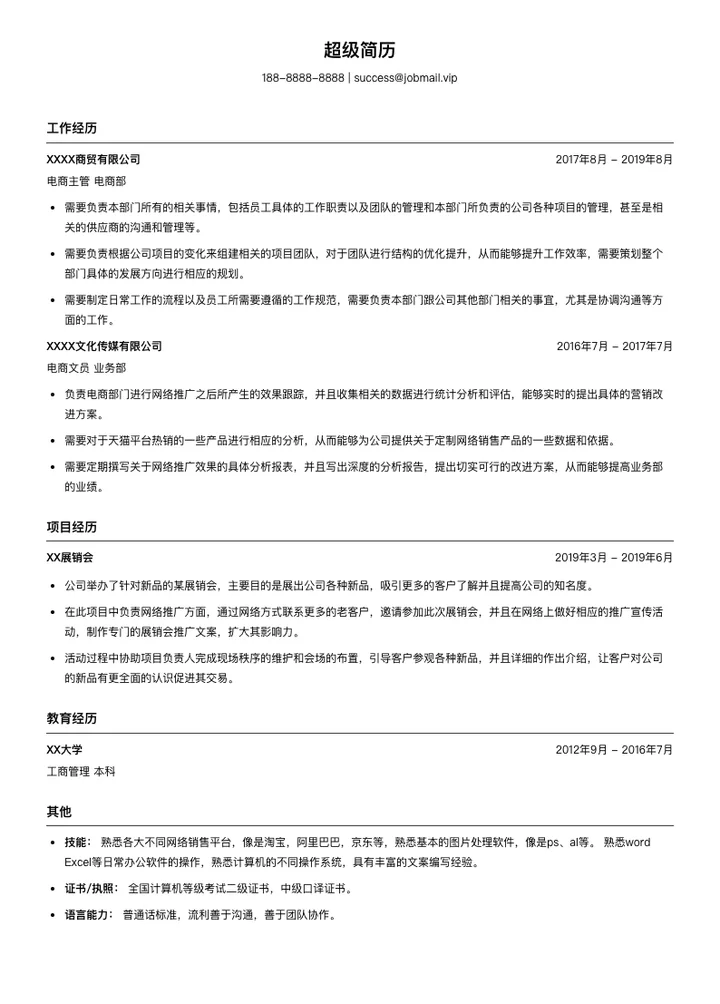 超级简历
188-8888-8888 | success@jobmail.vip
工作经历
XXXX商贸有限公司 2017年8月 – 2019年8月
电商主管 电商部
• 需要负责本部门所有的相关事情，包括员工具体的工作职责以及团队的管理和本部门所负责的公司各种项目的管理，甚至是相
关的供应商的沟通和管理等。
• 需要负责根据公司项目的变化来组建相关的项目团队，对于团队进行结构的优化提升，从而能够提升工作效率，需要策划整个
部门具体的发展方向进行相应的规划。
• 需要制定日常工作的流程以及员工所需要遵循的工作规范，需要负责本部门跟公司其他部门相关的事宜，尤其是协调沟通等方
面的工作。
XXXX文化传媒有限公司 2016年7月 – 2017年7月
电商文员 业务部
• 负责电商部门进行网络推广之后所产生的效果跟踪，并且收集相关的数据进行统计分析和评估，能够实时的提出具体的营销改
进方案。
• 需要对于天猫平台热销的一些产品进行相应的分析，从而能够为公司提供关于定制网络销售产品的一些数据和依据。
• 需要定期撰写关于网络推广效果的具体分析报表，并且写出深度的分析报告，提出切实可行的改进方案，从而能够提高业务部
的业绩。
项目经历
XX展销会 2019年3月 – 2019年6月
• 公司举办了针对新品的某展销会，主要目的是展出公司各种新品，吸引更多的客户了解并且提高公司的知名度。
• 在此项目中负责网络推广方面，通过网络方式联系更多的老客户，邀请参加此次展销会，并且在网络上做好相应的推广宣传活
动，制作专门的展销会推广文案，扩大其影响力。
• 活动过程中协助项目负责人完成现场秩序的维护和会场的布置，引导客户参观各种新品，并且详细的作出介绍，让客户对公司
的新品有更全面的认识促进其交易。
教育经历
XX大学 2012年9月 – 2016年7月
工商管理 本科
其他
• 技能： 熟悉各大不同网络销售平台，像是淘宝，阿里巴巴，京东等，熟悉基本的图片处理软件，像是ps、al等。 熟悉word
Excel等日常办公软件的操作，熟悉计算机的不同操作系统，具有丰富的文案编写经验。
• 证书/执照： 全国计算机等级考试二级证书，中级口译证书。
• 语言能力： 普通话标准，流利善于沟通，善于团队协作。